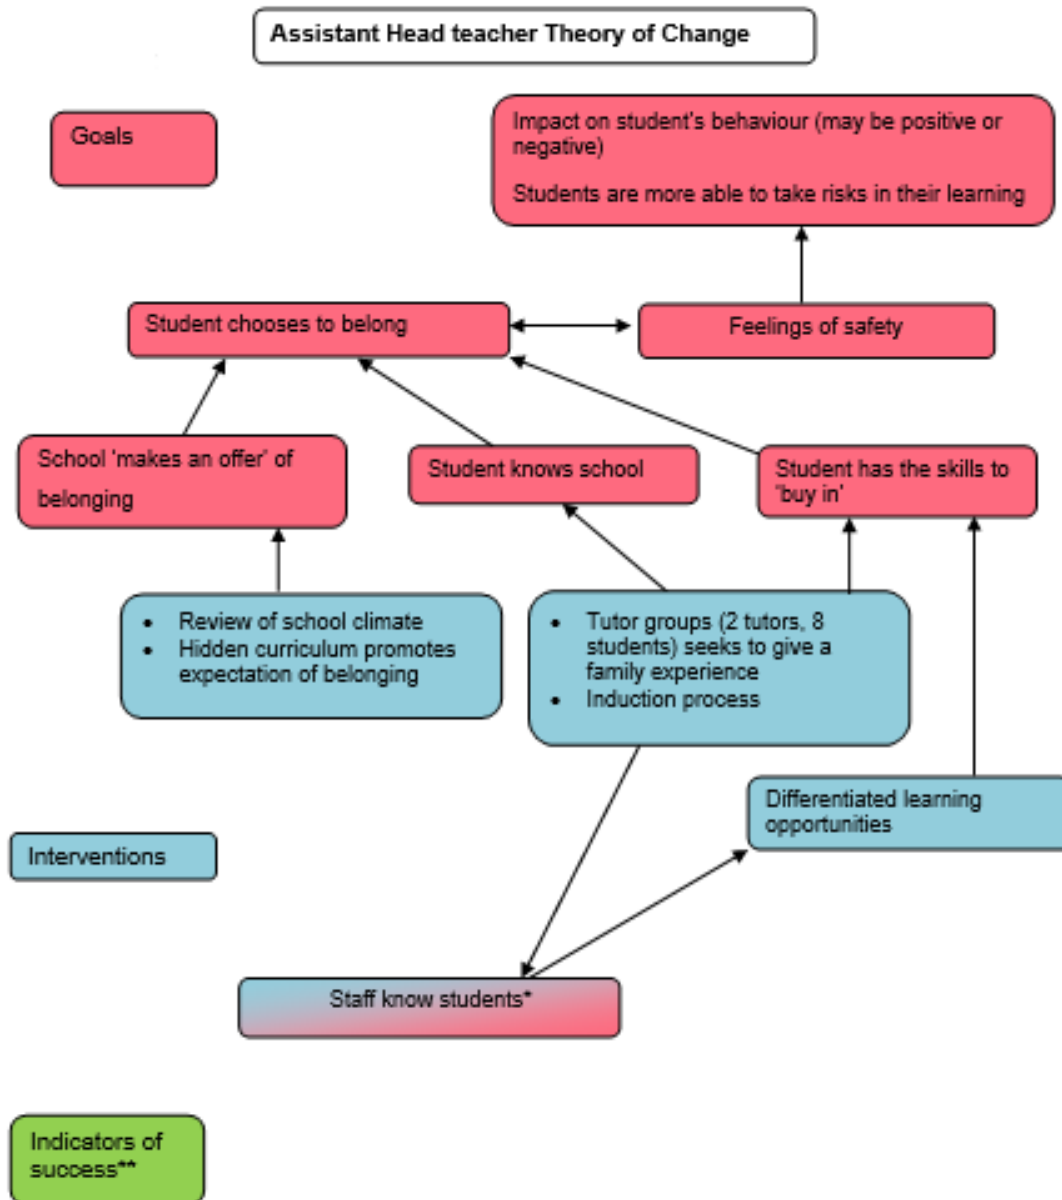 Assistant Head teacher Theory of Change
Goals
Impact on student's behaviour (may be positive or
negative)
Students are more able to take risks in their learning
Student chooses to belong
Feelings of safety
School 'makes an offer' of
belonging
Student knows school
Student has the skills to
'buy in'
• Review of school climate
• Hidden curriculum promotes
expectation of belonging
• Tutor groups (2 tutors, 8
students) seeks to give a
family experience
• Induction process
Differentiated learning
opportunities
Interventions
Staff know students*
Indicators of
success**